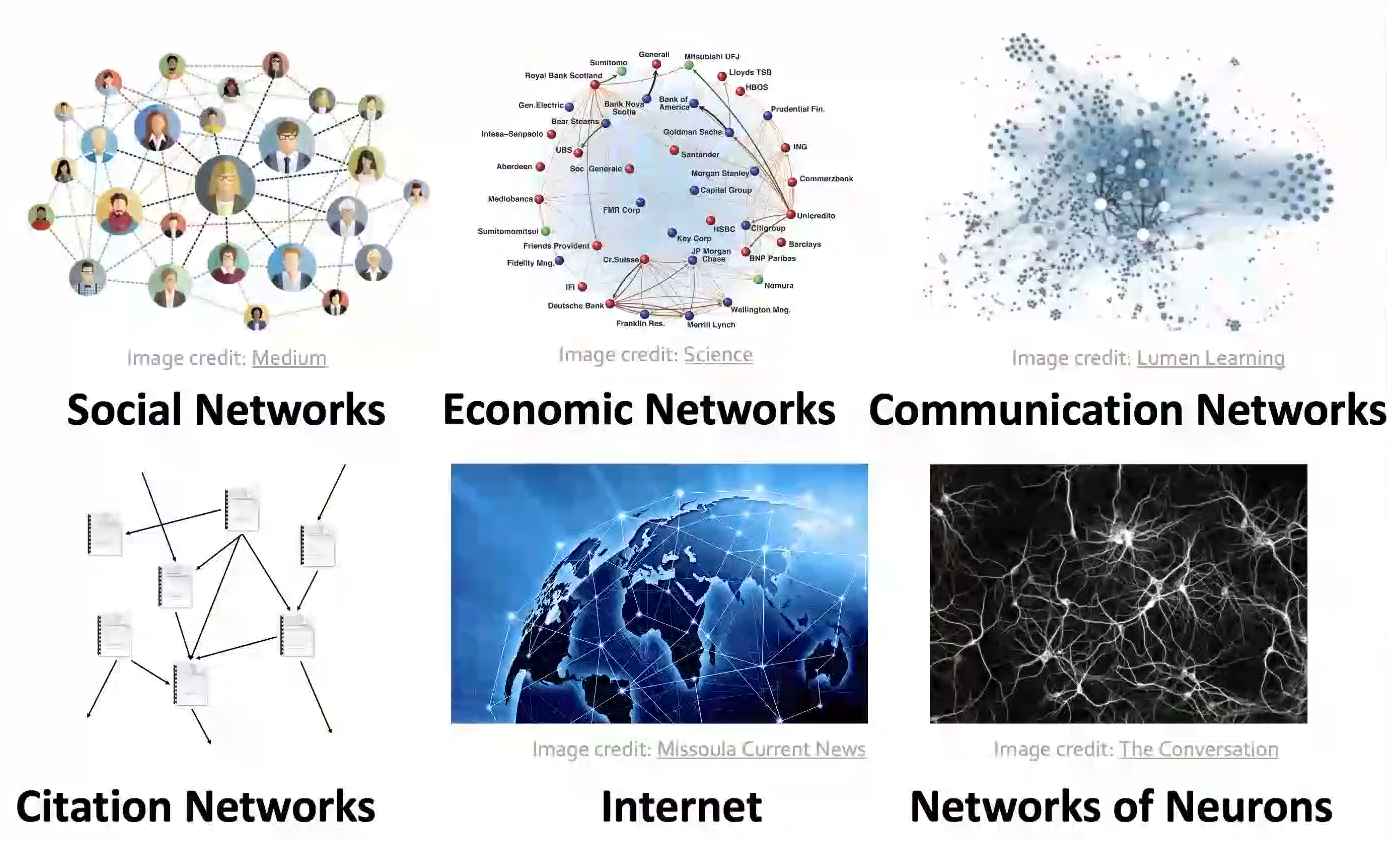 Generali
Mitsubishi UFJ
Sumitomo
Royal Bank Scotland
Lloyds TSB
HBOS
Gen.Electric
Bank Nova
Scotia
Bank of
America
Prudential Fin.
Bear Stearns
Goldman Sachs
Intesa–Sanpaolo
UBS
Santander
ING
Aberdeen
Soc. Generale
Morgan Stanley
Commerzbank
Capital Group
Mediobanca
FMR Corp
Unicredito
HSBC
Citigroup
Sumitomomitsui
Key Corp
Friends Provident
Barclays
JP Morgan
Chase
BNP Paribas
Fidelity Mng.
Cr.Suisse
IFI
Nomura
Deutsche Bank
Wellington Mng.
Franklin Res.
Merrill Lynch
Image credit: Medium
Image credit: Science
Image credit: Lumen Learning
Social Networks
Economic Networks
Communication Networks
Image credit: Missoula Current News
Image credit: The Conversation
Citation Networks
Internet
Networks of Neurons